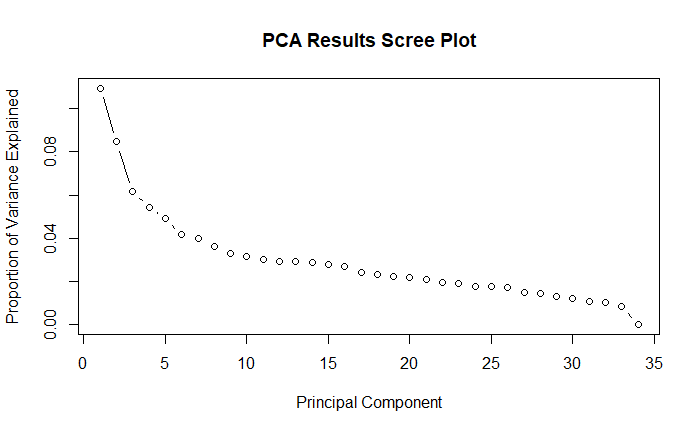 PCA Results Scree Plot
Proportion of Variance Explained
0.08
0.04
0.00
0 5 10 15 20 25 30 35
Principal Component